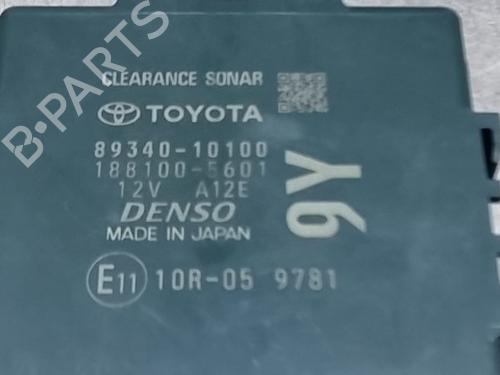 B-PARTS
CLEARANCE SONAR
TOYOTA
89340-10100
188100-5601
12V A12E
DENSO
MADE IN JAPAN
9Y
E11 10R-05 9781